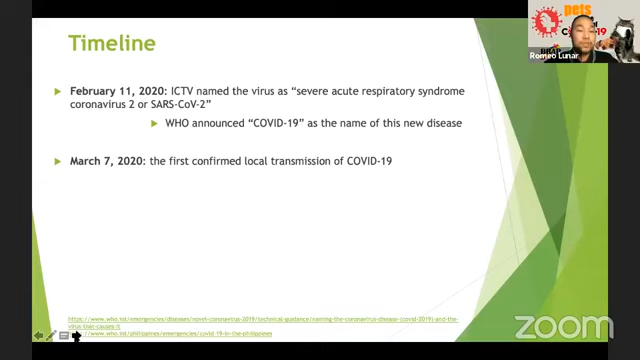 Timeline
pets
Romeo Lunar
February 11, 2020: ICTV named the virus as “severe acute respiratory syndrome
coronavirus 2 or SARS-CoV-2”
WHO announced “COVID-19” as the name of this new disease
March 7, 2020: the first confirmed local transmission of COVID-19
https://www.who.int/emergencies/diseases/novel-coronavirus-2019/technical-guidance/naming-the-coronavirus-disease-(covid-2019)-and-the-
virus-that-causes-it
https://www.who.int/philippines/emergencies/covid-19-in-the-philippines
zoom